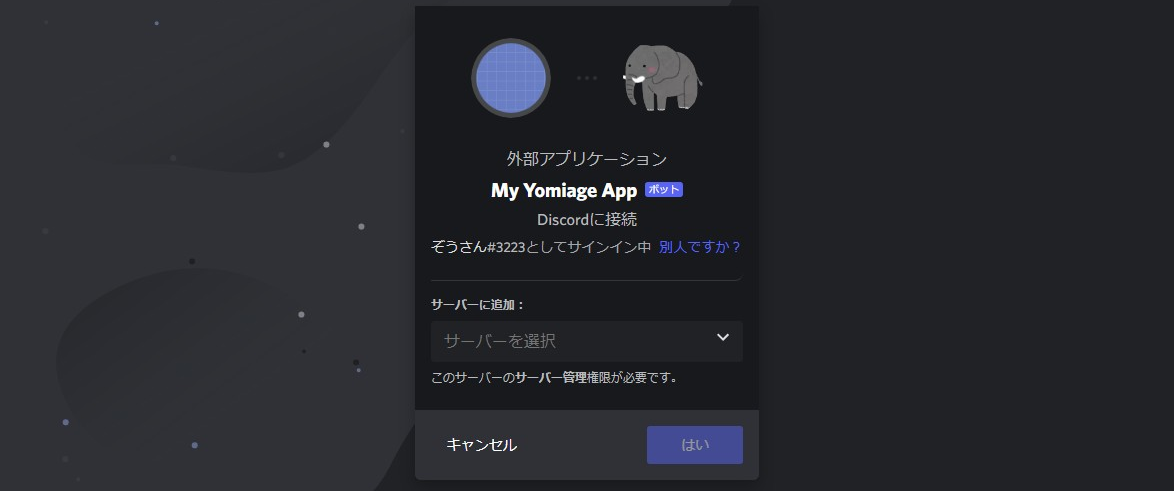 外部アプリケーション
My Yomiage App ボット
Discordに接続
ぞうさん#3223としてサインイン中 別人ですか？
サーバーに追加：
サーバーを選択
このサーバーのサーバー管理権限が必要です。
キャンセル はい